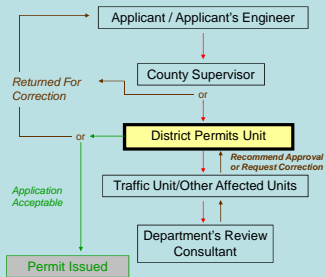 Applicant / Applicant's Engineer
County Supervisor
Returned For
Correction
or
or
District Permits Unit
Recommend Approval
or Request Correction
Traffic Unit/Other Affected Units
Application
Acceptable
Department's Review
Consultant
Permit Issued